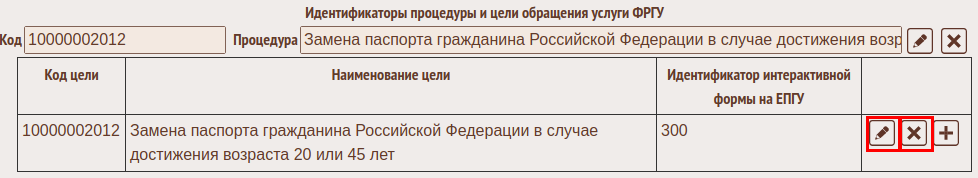 Идентификаторы процедуры и цели обращения услуги ФРГУ
Код 10000002012 Процедура Замена паспорта гражданина Российской Федерации в случае достижения возр
Код цели Наименование цели Идентификатор интерактивной
формы на ЕПГУ
10000002012 Замена паспорта гражданина Российской Федерации в случае 300
достижения возраста 20 или 45 лет